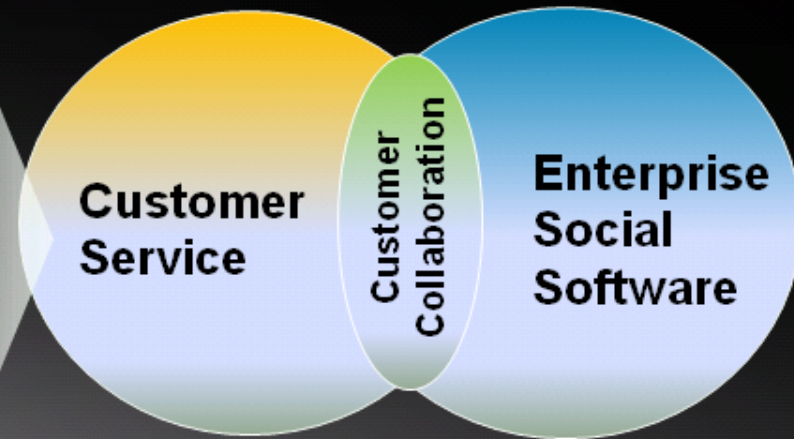 Customer
Service
Customer
Collaboration
Enterprise
Social
Software